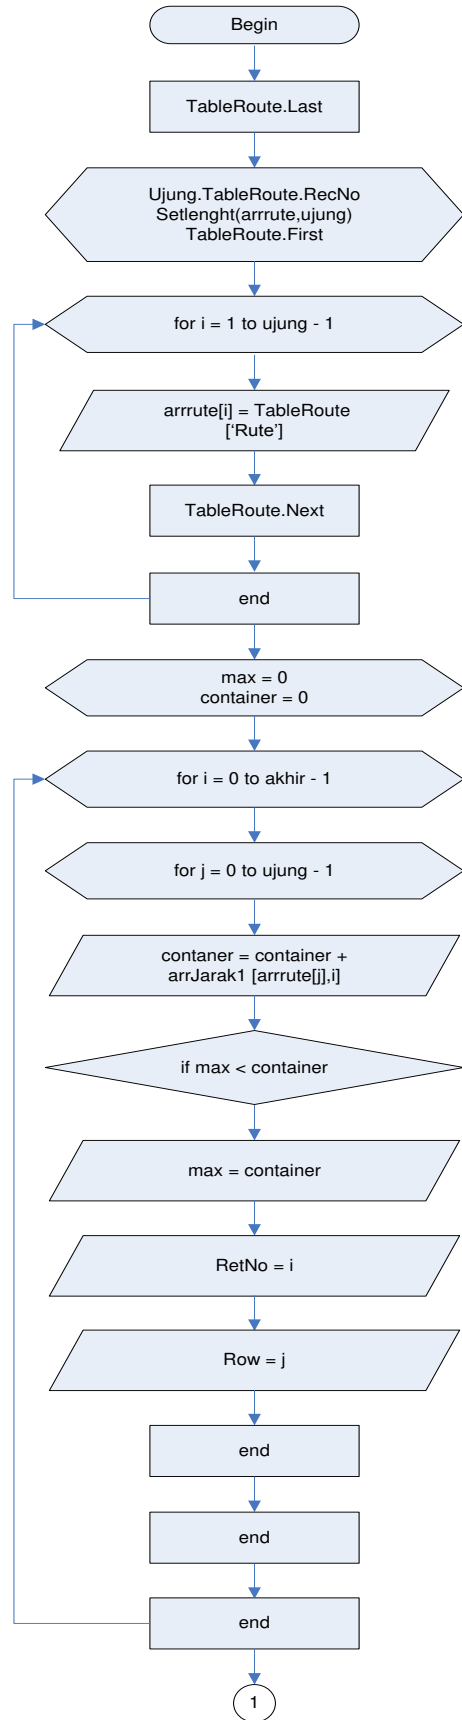 Begin
TableRoute.Last
Ujung.TableRoute.RecNo
Setlenght(arrrute,ujung)
TableRoute.First
for i = 1 to ujung - 1
arrrute[i] = TableRoute
[‘Rute’]
TableRoute.Next
end
max = 0
container = 0
for i = 0 to akhir - 1
for j = 0 to ujung - 1
contaner = container +
arrJarak1 [arrrute[j],i]
if max < container
max = container
RetNo = i
Row = j
end
end
end
1